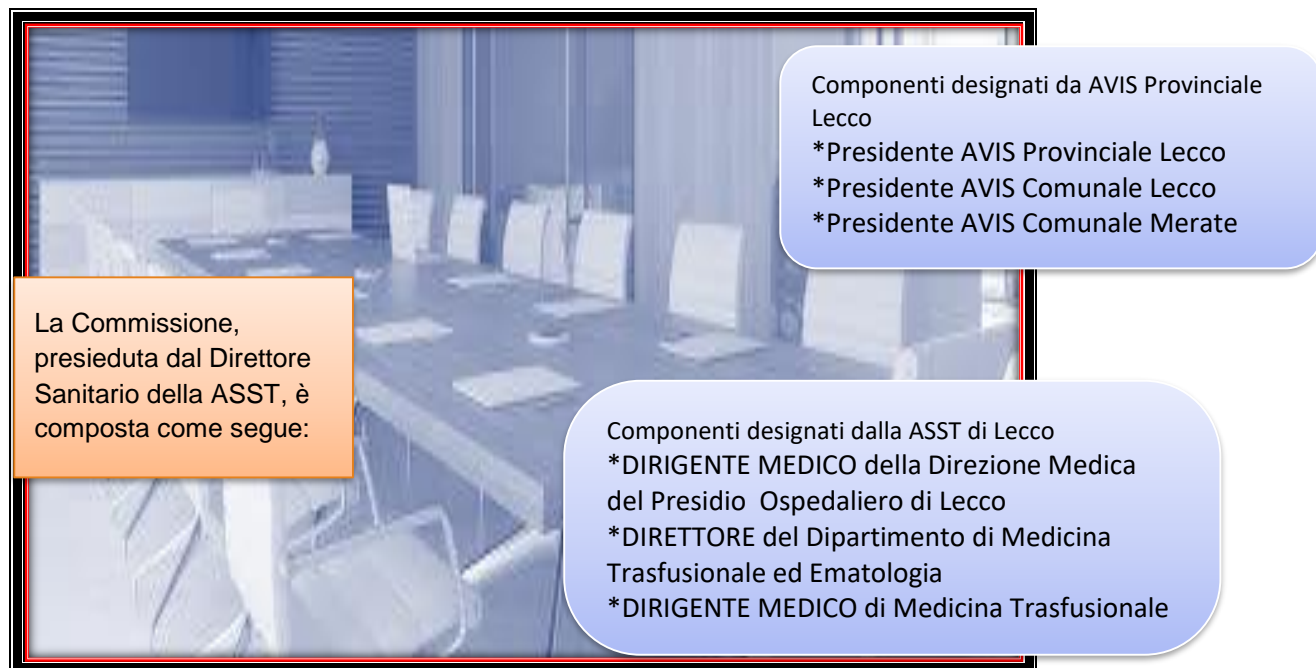 La Commissione,
presieduta dal Direttore
Sanitario della ASST, è
composta come segue:
Componenti designati da AVIS Provinciale
Lecco
*Presidente AVIS Provinciale Lecco
*Presidente AVIS Comunale Lecco
*Presidente AVIS Comunale Merate
Componenti designati dalla ASST di Lecco
*DIRIGENTE MEDICO della Direzione Medica
del Presidio  Ospedaliero di Lecco
*DIRETTORE del Dipartimento di Medicina
Trasfusionale ed Ematologia
*DIRIGENTE MEDICO di Medicina Trasfusionale